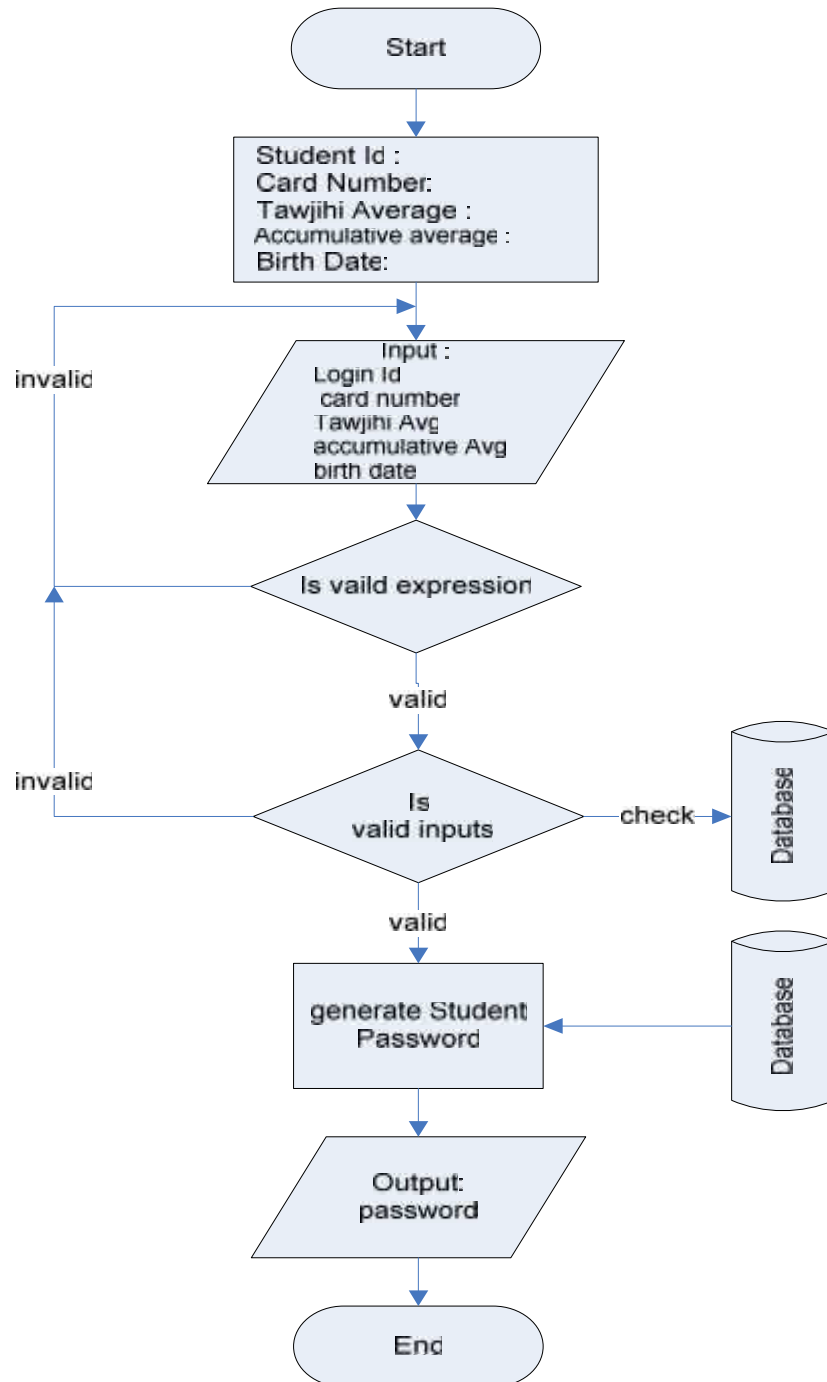 Start
Student Id :
Card Number:
Tawjihi Average :
Accumulative average :
Birth Date:
Input :
Login Id
card number
Tawjihi Avg
accumulative Avg
birth date
invalid
Is vaild expression
valid
invalid
Is
valid inputs
check
Database
valid
generate Student
Password
Database
Output:
password
End